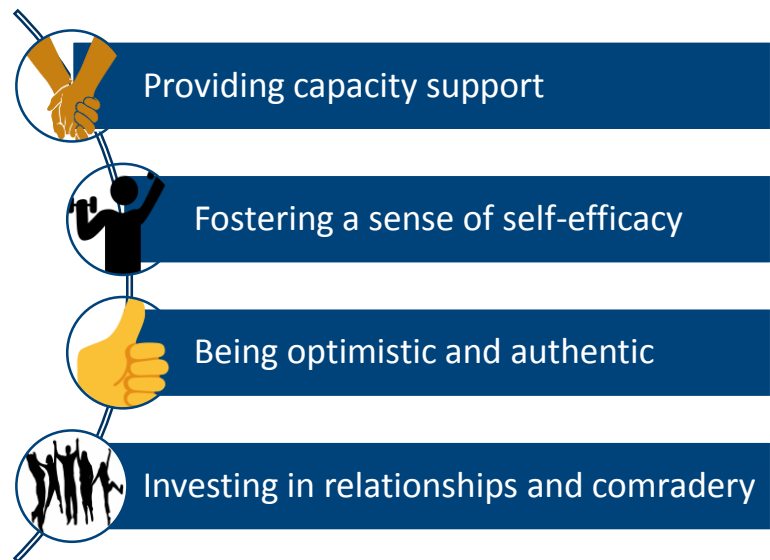 Providing capacity support
Fostering a sense of self-efficacy
Being optimistic and authentic
Investing in relationships and comradery